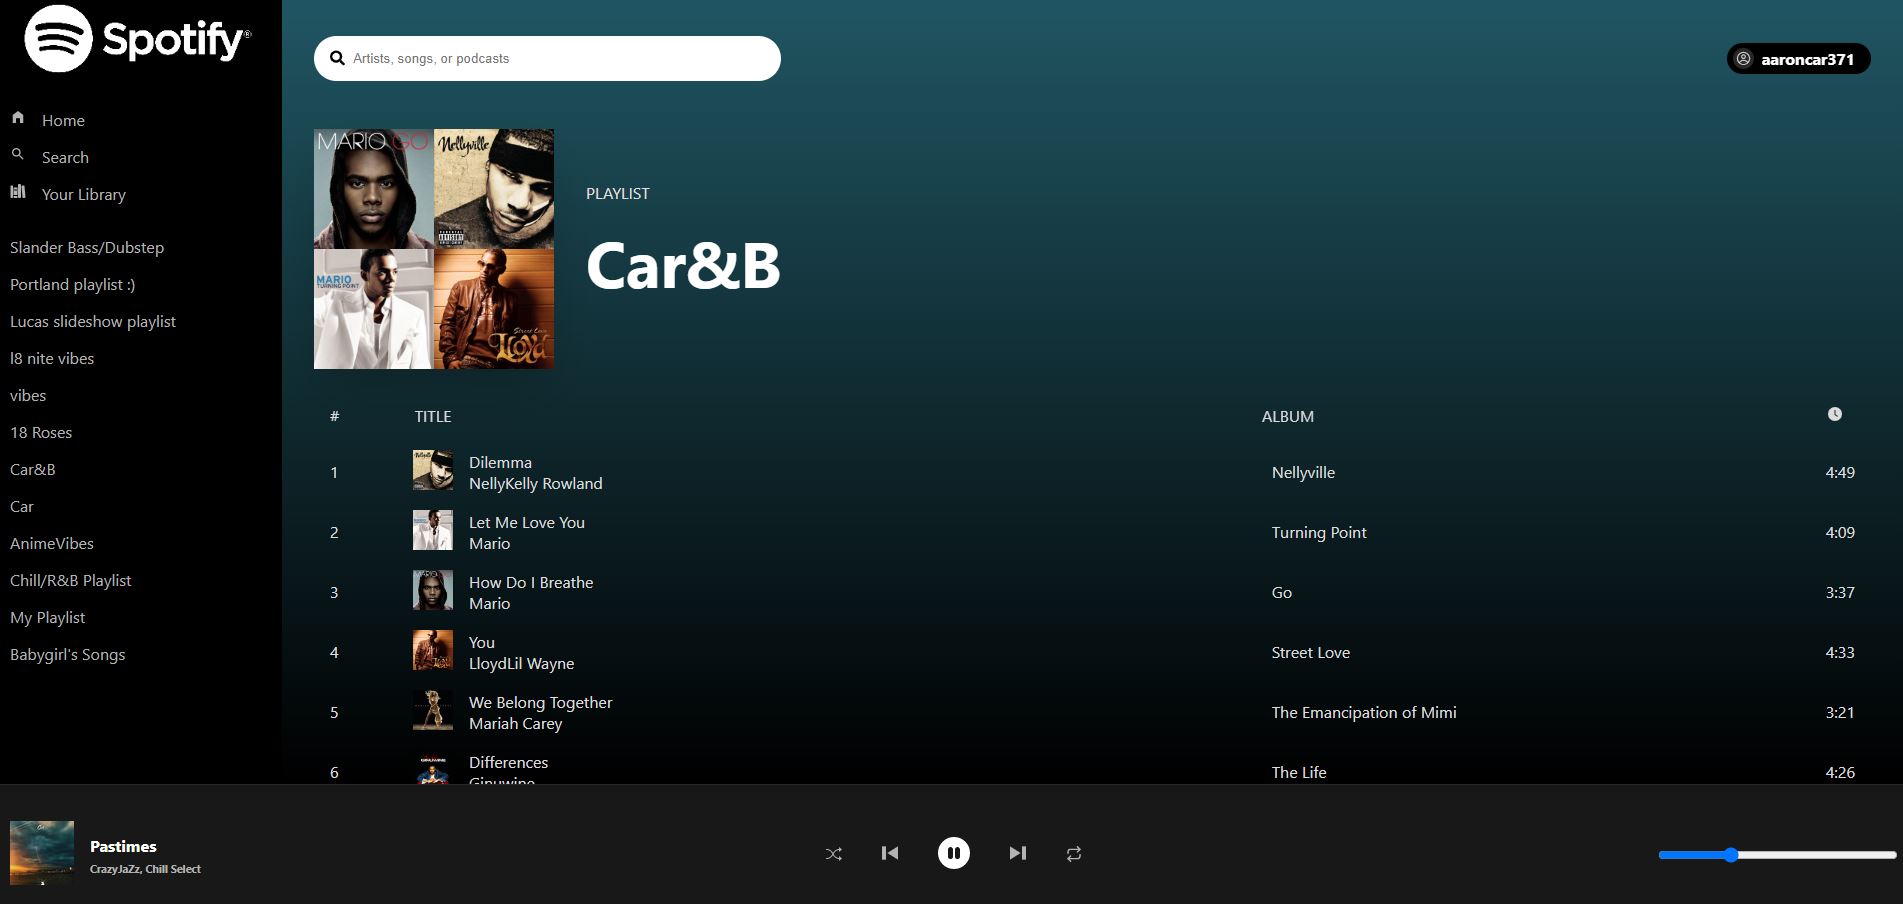 Spotify®
Home
Search
Your Library
Slander Bass/Dubstep
Portland playlist :)
Lucas slideshow playlist
l8 nite vibes
vibes
18 Roses
Car&B
Car
AnimeVibes
Chill/R&B Playlist
My Playlist
Babygirl's Songs
Artists, songs, or podcasts
aaroncar371
MARIO GO
Nellyville
PARENTAL
ADVISORY
MARIO
TURNING POINT
Street Love
Lloyd
PLAYLIST
Car&B
# TITLE ALBUM
1 Dilemma Nellyville 4:49
NellyKelly Rowland
2 Let Me Love You Turning Point 4:09
Mario
3 How Do I Breathe Go 3:37
Mario
4 You Street Love 4:33
LloydLil Wayne
5 We Belong Together The Emancipation of Mimi 3:21
Mariah Carey
6 Differences The Life 4:26
Ginuwine
Pastimes
CrazyJaZz, Chill Select